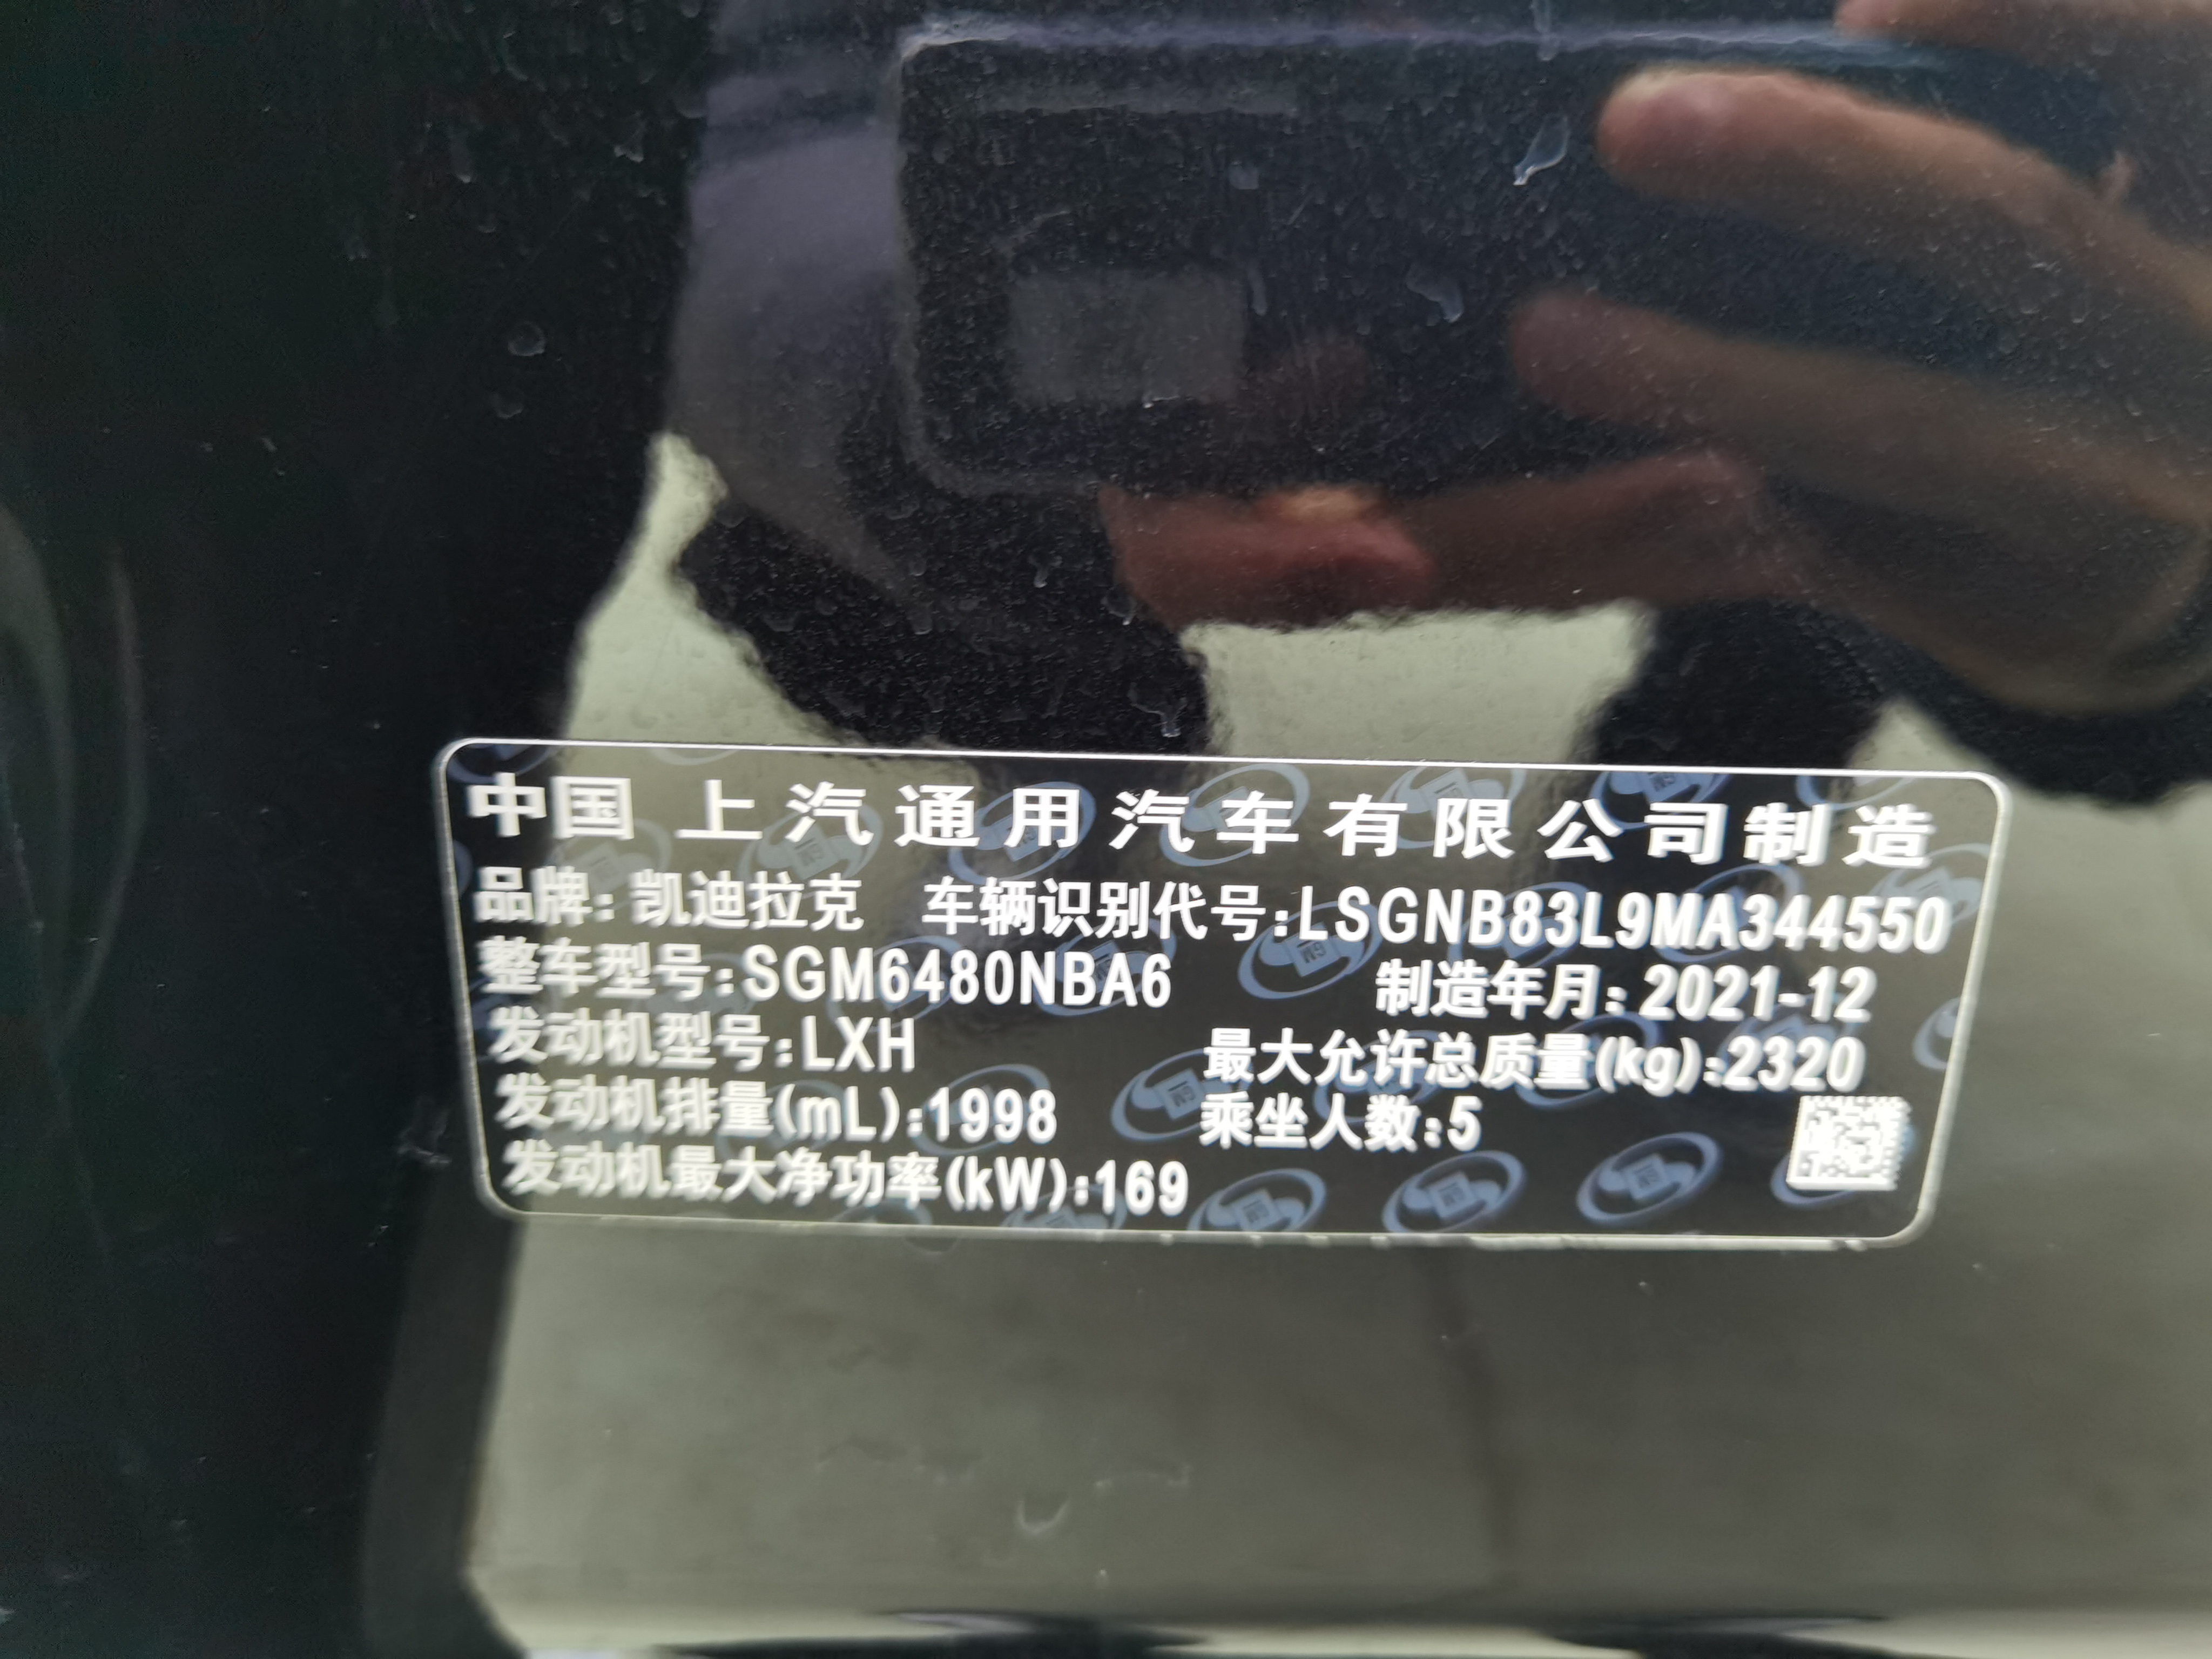 中国 上汽通用汽车有限公司制造
品牌: 凯迪拉克 车辆识别代号:LSGNB83L9MA344550
整车型号:SGM6480NBA6 制造年月: 2021-12
发动机型号:LXH 最大允许总质量(kg):2320
发动机排量(mL):1998 乘坐人数:5
发动机最大净功率(kW):169